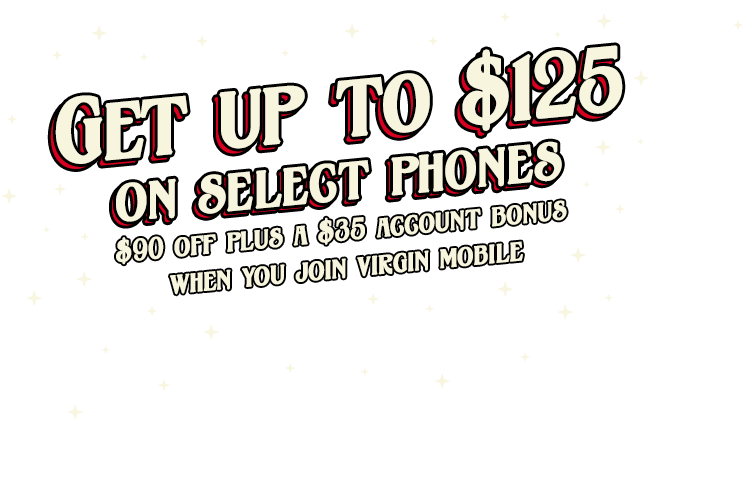 GET UP TO $125
ON SELECT PHONES
$90 OFF PLUS A $35 ACCOUNT BONUS
WHEN YOU JOIN VIRGIN MOBILE